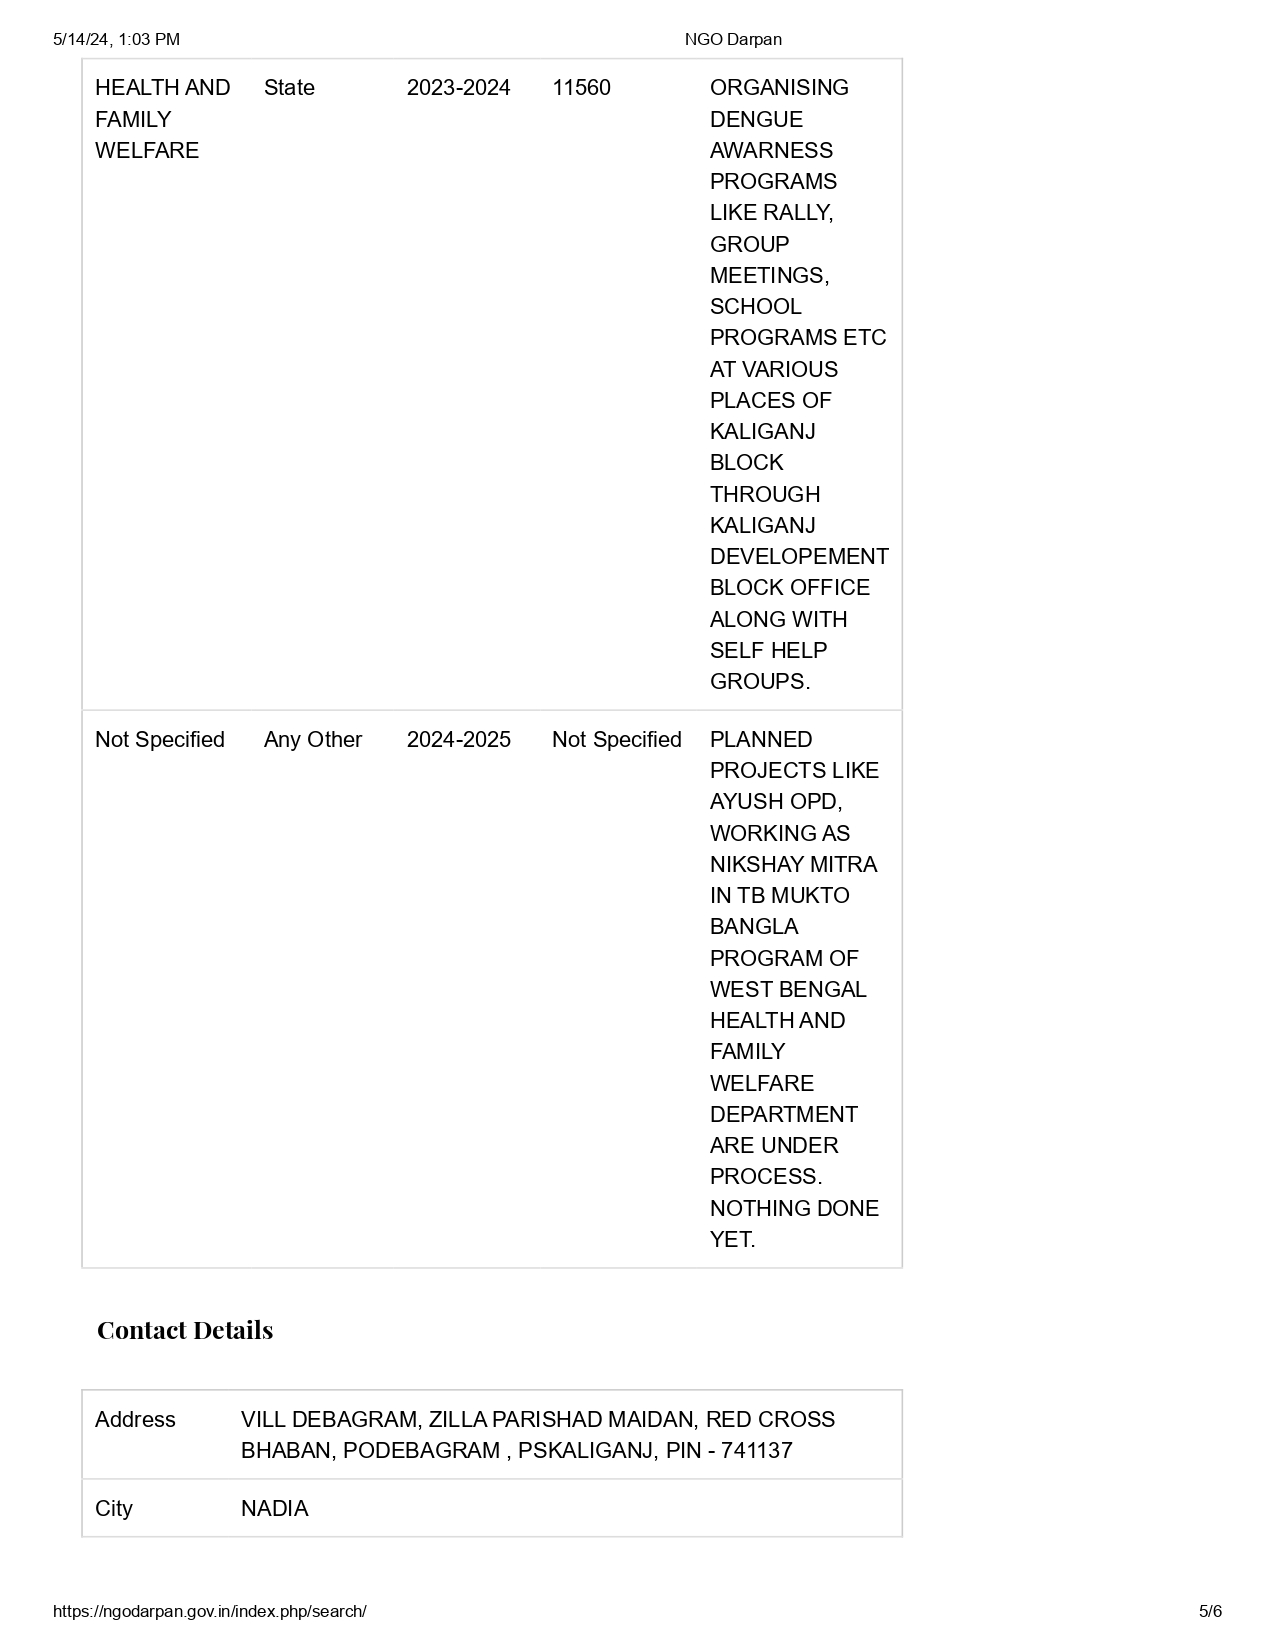 5/14/24, 1:03 PM NGO Darpan
HEALTH AND State 2023-2024 11560 ORGANISING
FAMILY DENGUE
WELFARE AWARNESS
PROGRAMS
LIKE RALLY,
GROUP
MEETINGS,
SCHOOL
PROGRAMS ETC
AT VARIOUS
PLACES OF
KALIGANJ
BLOCK
THROUGH
KALIGANJ
DEVELOPEMENT
BLOCK OFFICE
ALONG WITH
SELF HELP
GROUPS.
Not Specified Any Other 2024-2025 Not Specified PLANNED
PROJECTS LIKE
AYUSH OPD,
WORKING AS
NIKSHAY MITRA
IN TB MUKTO
BANGLA
PROGRAM OF
WEST BENGAL
HEALTH AND
FAMILY
WELFARE
DEPARTMENT
ARE UNDER
PROCESS.
NOTHING DONE
YET.
Contact Details
Address VILL DEBAGRAM, ZILLA PARISHAD MAIDAN, RED CROSS
BHABAN, PODEBAGRAM , PSKALIGANJ, PIN - 741137
City NADIA
https://ngodarpan.gov.in/index.php/search/ 5/6